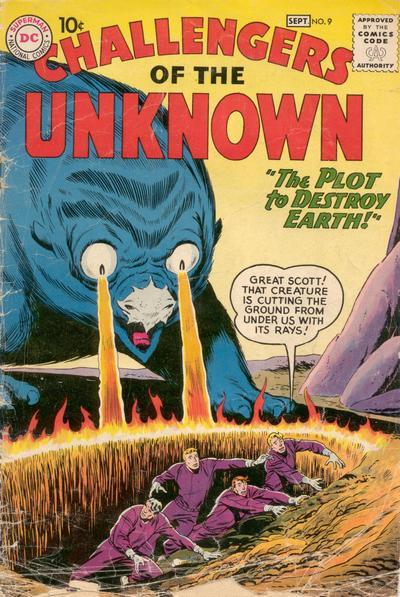 SUPERMAN
DC
NATIONAL COMICS
10¢
SEPT. NO. 9
APPROVED
BY THE
COMICS
CODE
CA
AUTHORITY
CHALLENGERS
OF THE
UNKNOWN
"The PLOT
to DESTROY
EARTH!"
GREAT SCOTT!
THAT CREATURE
IS CUTTING THE
GROUND FROM
UNDER US WITH
ITS RAYS!